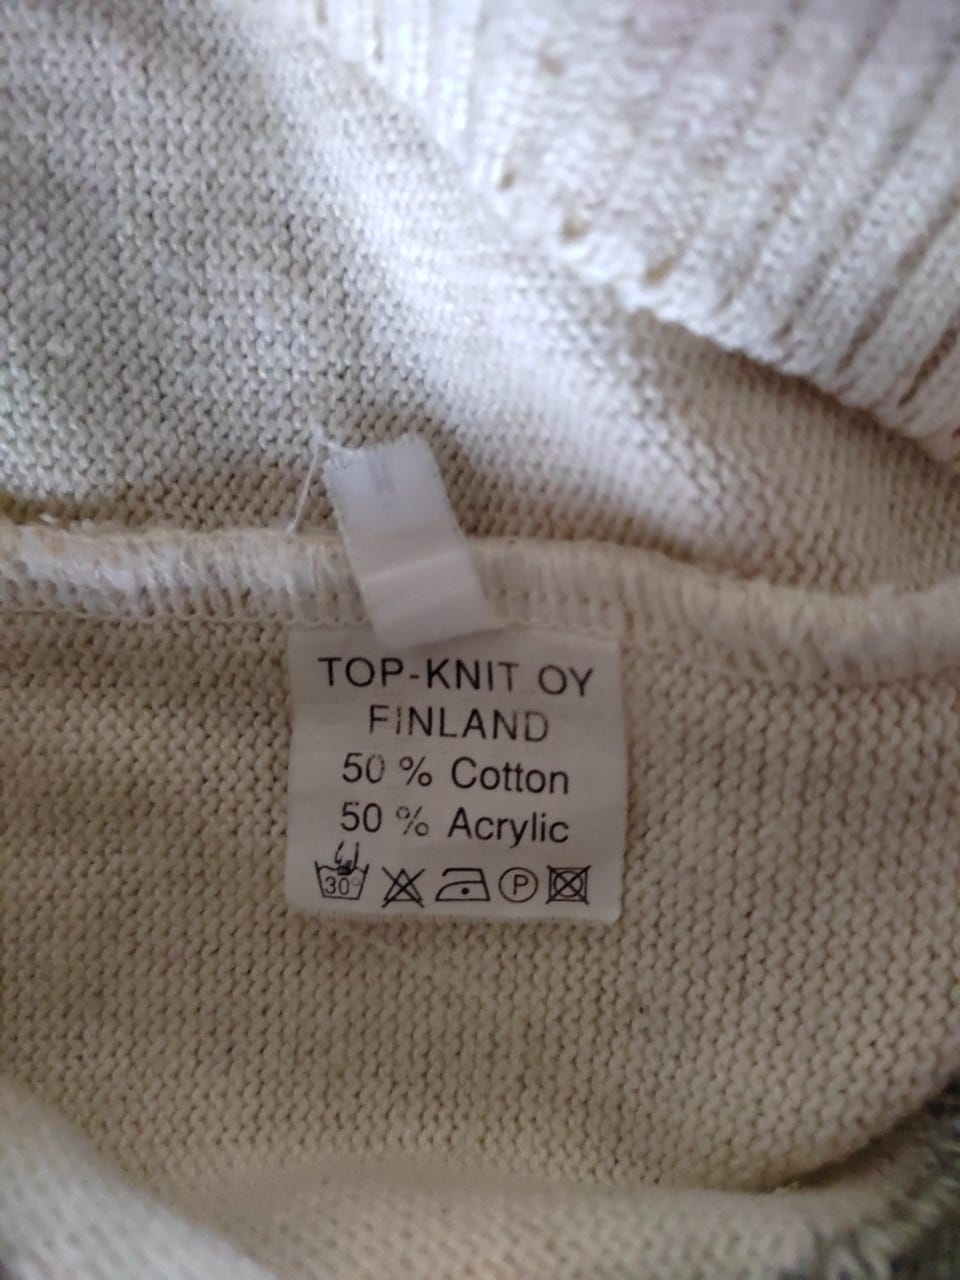 TOP-KNIT OY
FINLAND
50 % Cotton
50 % Acrylic
30° P